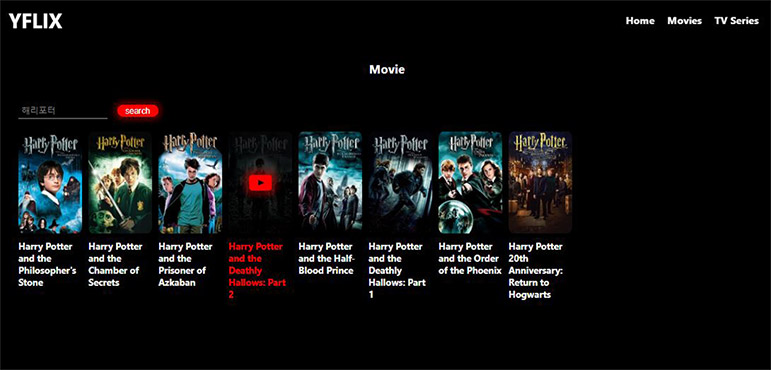 YFLIX
Home Movies TV Series
Movie
해리포터
search
Harry Potter
Harry Potter
Harry Potter
Harry Potter
Harry Potter
Harry Potter
Harry Potter
Harry Potter
and the
Philosopher's
Stone
Harry Potter
and the
Chamber of
Secrets
Harry Potter
and the
Prisoner of
Azkaban
Harry Potter
and the
Deathly
Hallows: Part
2
Harry Potter
and the Half-
Blood Prince
Harry Potter
and the
Deathly
Hallows: Part
1
Harry Potter
and the Order
of the Phoenix
Harry Potter
20th
Anniversary:
Return to
Hogwarts